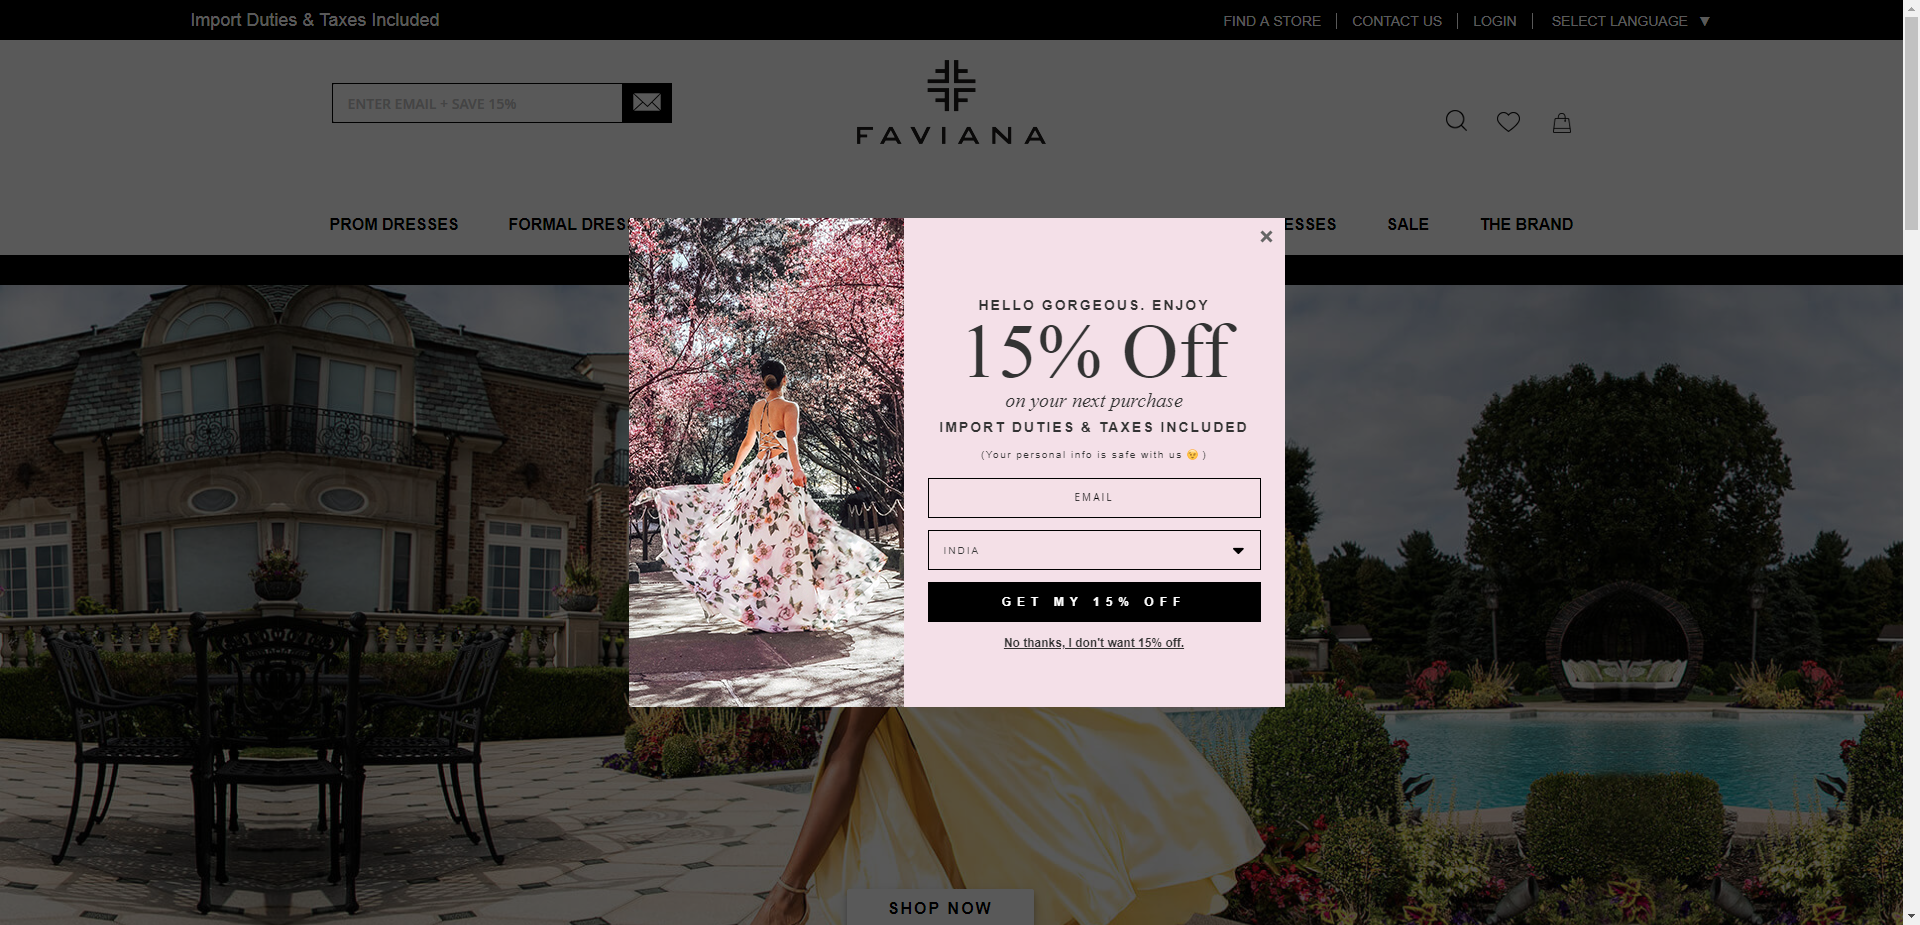 Import Duties & Taxes Included
FIND A STORE
CONTACT US
LOGIN
SELECT LANGUAGE ▼
ENTER EMAIL + SAVE 15%
FAVIANA
PROM DRESSES
FORMAL DRES
ESSES
SALE
THE BRAND
HELLO GORGEOUS. ENJOY
15% Off
on your next purchase
IMPORT DUTIES & TAXES INCLUDED
(Your personal info is safe with us 😉 )
EMAIL
INDIA
GET MY 15% OFF
No thanks, I don't want 15% off.
SHOP NOW